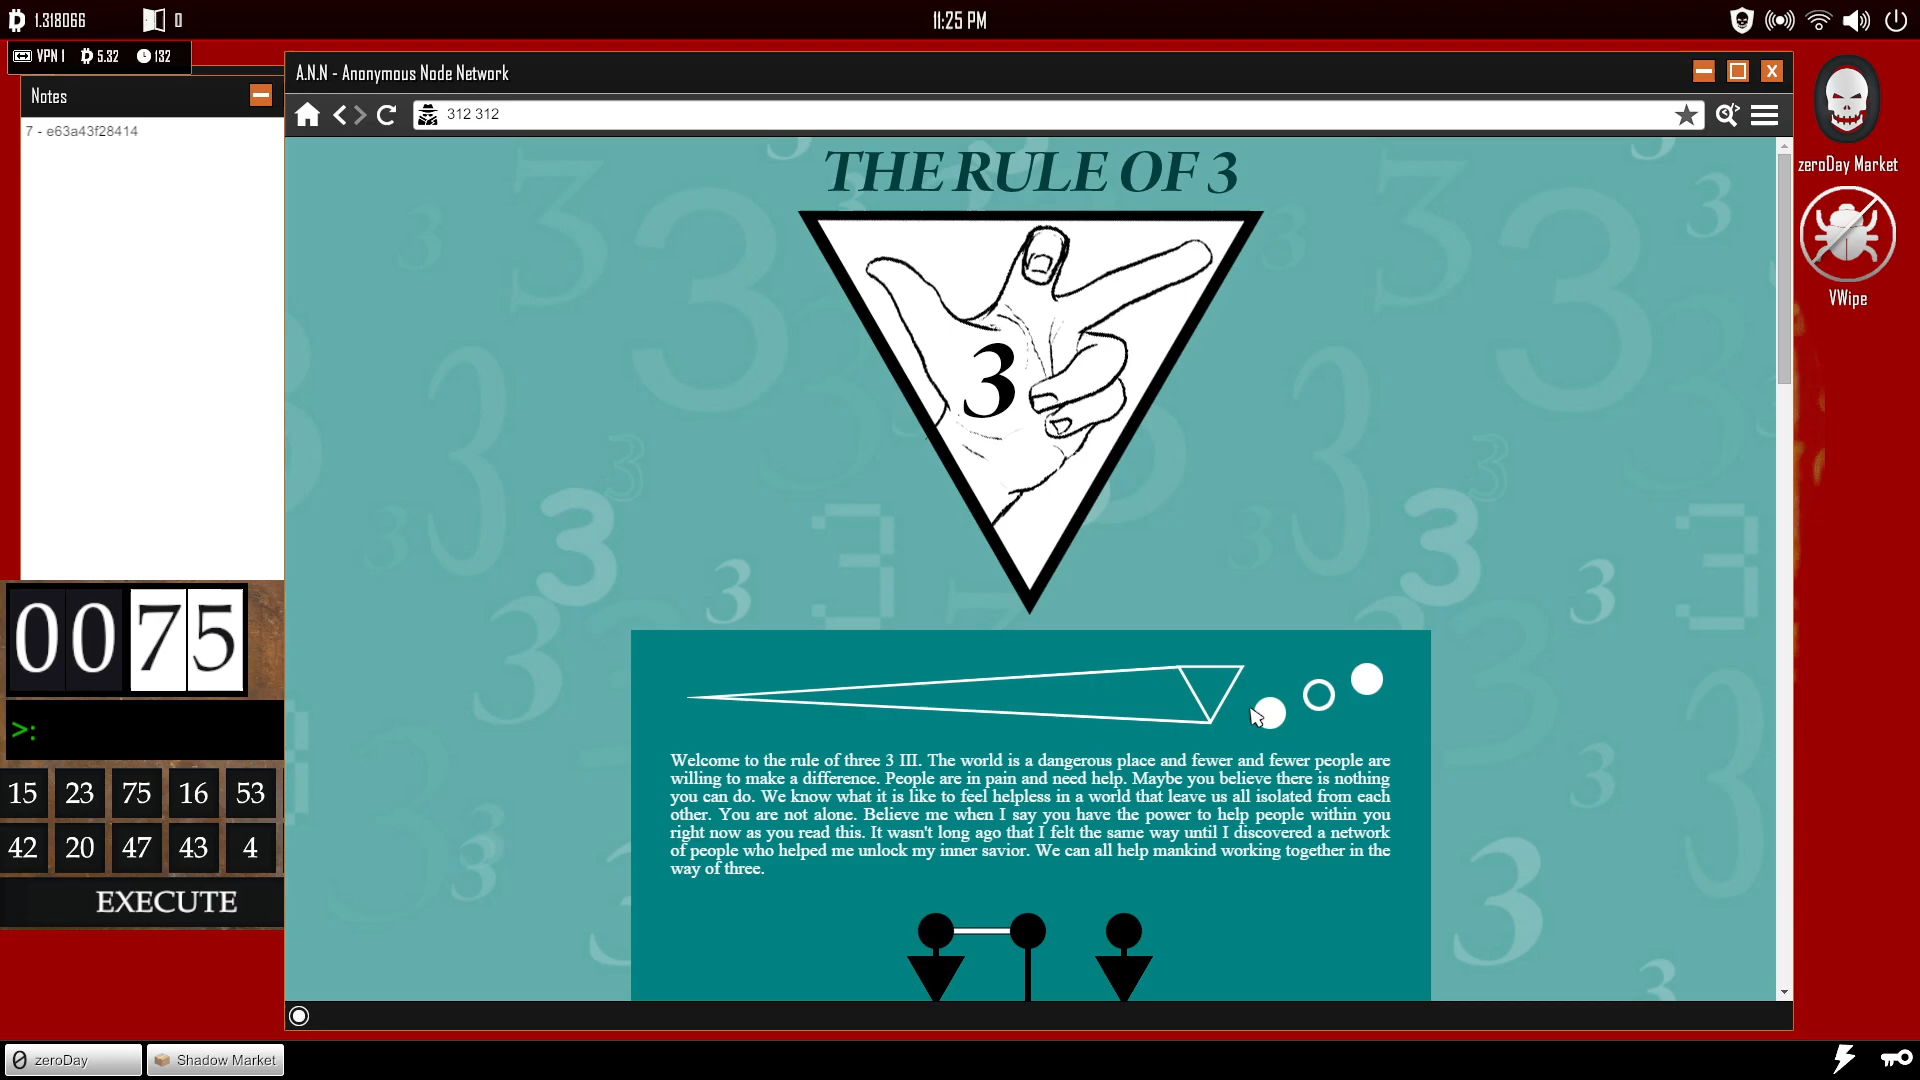 1.318066
0
11:25 PM
VPN 1 5.32 132
Notes
7 - e63a43f28414
A.N.N - Anonymous Node Network
312 312
THE RULE OF 3
3
Welcome to the rule of three 3 III. The world is a dangerous place and fewer and fewer people are
willing to make a difference. People are in pain and need help. Maybe you believe there is nothing
you can do. We know what it is like to feel helpless in a world that leave us all isolated from each
other. You are not alone. Believe me when I say you have the power to help people within you
right now as you read this. It wasn't long ago that I felt the same way until I discovered a network
of people who helped me unlock my inner savior. We can all help mankind working together in the
way of three.
zeroDay Market
VWipe
0075
>:
15 23 75 16 53
42 20 47 43 4
EXECUTE
zeroDay
Shadow Market